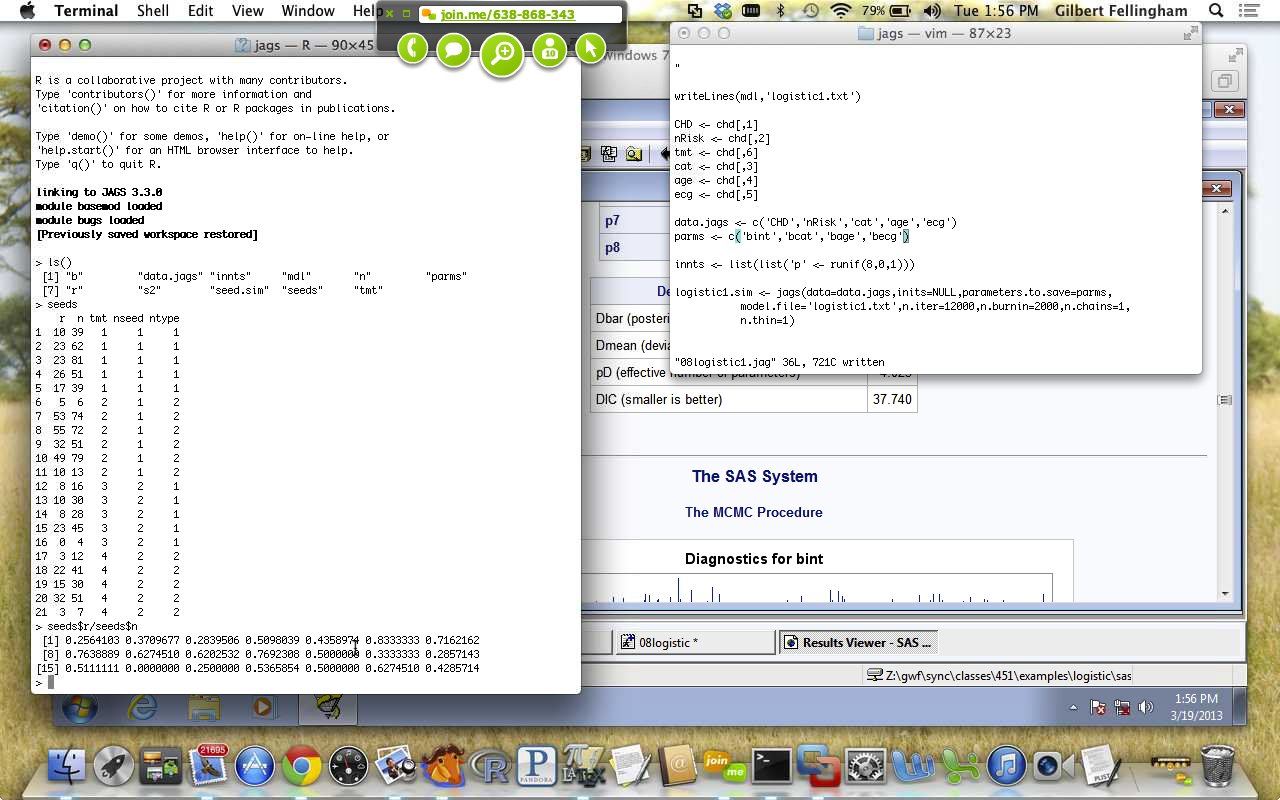 Terminal Shell Edit View Window Help
join.me/638-868-343
10
79% Tue 1:56 PM Gilbert Fellingham
jags — R — 90×45
R is a collaborative project with many contributors.
Type 'contributors()' for more information and
'citation()' on how to cite R or R packages in publications.
Type 'demo()' for some demos, 'help()' for on-line help, or
'help.start()' for an HTML browser interface to help.
Type 'q()' to quit R.
linking to JAGS 3.3.0
module basemod loaded
module bugs loaded
[Previously saved workspace restored]
> ls()
[1] "b" "data.jags" "innts" "mdl" "n" "parms"
[7] "r" "s2" "seed.sim" "seeds" "tmt"
> seeds
r n tmt nseed ntype
1 10 39 1 1 1
2 23 62 1 1 1
3 23 81 1 1 1
4 26 51 1 1 1
5 17 39 1 1 1
6 5 6 2 1 2
7 53 74 2 1 2
8 55 72 2 1 2
9 32 51 2 1 2
10 49 79 2 1 2
11 10 13 2 1 2
12 8 16 3 2 1
13 10 30 3 2 1
14 8 28 3 2 1
15 23 45 3 2 1
16 0 4 3 2 1
17 3 12 4 2 2
18 22 41 4 2 2
19 15 30 4 2 2
20 32 51 4 2 2
21 3 7 4 2 2
> seeds$r/seeds$n
[1] 0.2564103 0.3709677 0.2839506 0.5098039 0.4358974 0.8333333 0.7162162
[8] 0.7638889 0.6274510 0.6202532 0.7692308 0.5000000 0.3333333 0.2857143
[15] 0.5111111 0.0000000 0.2500000 0.5365854 0.5000000 0.6274510 0.4285714
>
jags — vim — 87×23
"
writeLines(mdl,'logistic1.txt')
CHD <- chd[,1]
nRisk <- chd[,2]
tmt <- chd[,6]
cat <- chd[,3]
age <- chd[,4]
ecg <- chd[,5]
data.jags <- c('CHD','nRisk','cat','age','ecg')
parms <- c('bint','bcat','bage','becg')
innts <- list(list('p' <- runif(8,0,1)))
logistic1.sim <- jags(data=data.jags,inits=NULL,parameters.to.save=parms,
model.file='logistic1.txt',n.iter=12000,n.burnin=2000,n.chains=1,
n.thin=1)
"08logistic1.jag" 36L, 721C written
Windows 7
p7
p8
De
Dbar (posteri
Dmean (devia
pD (effective number of parameters) 4.025
DIC (smaller is better) 37.740
The SAS System
The MCMC Procedure
Diagnostics for bint
08logistic *
Results Viewer - SAS ...
Z:\gwf\sync\classes\451\examples\logistic\sas
1:56 PM
3/19/2013
21695
PANDORA
join me
PLIST